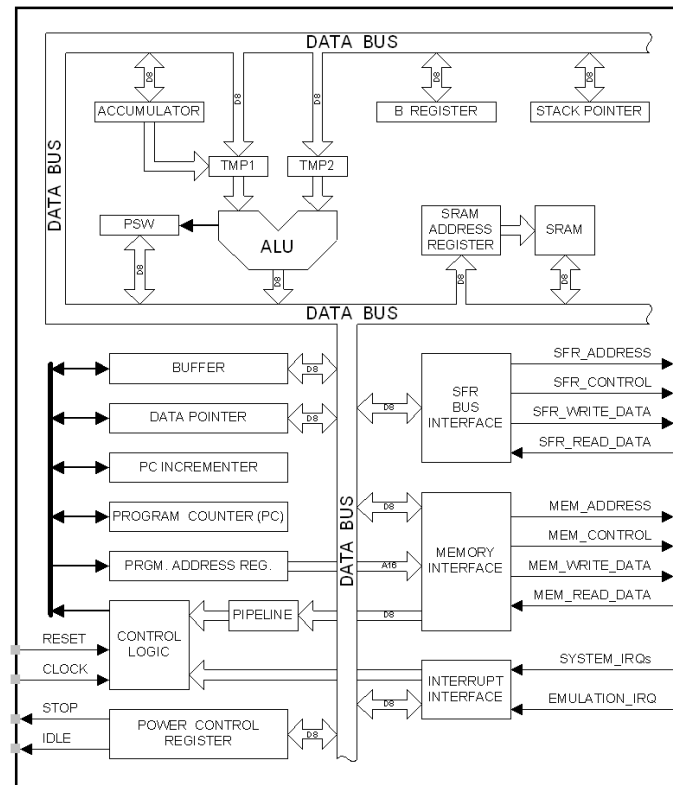 DATA BUS
DATA BUS
D8
D8
D8
D8
D8
ACCUMULATOR
B REGISTER
STACK POINTER
TMP1
TMP2
PSW
ALU
SRAM
ADDRESS
REGISTER
SRAM
D8
D8
D8
D8
DATA BUS
BUFFER
D8
DATA POINTER
D8
PC INCREMENTER
PROGRAM COUNTER (PC)
PRGM. ADDRESS REG.
A16
DATA BUS
D8
SFR
BUS
INTERFACE
SFR_ADDRESS
SFR_CONTROL
SFR_WRITE_DATA
SFR_READ_DATA
D8
MEMORY
INTERFACE
MEM_ADDRESS
MEM_CONTROL
MEM_WRITE_DATA
MEM_READ_DATA
CONTROL
LOGIC
PIPELINE
D8
RESET
CLOCK
INTERRUPT
INTERFACE
SYSTEM_IRQs
EMULATION_IRQ
D8
STOP
IDLE
POWER CONTROL
REGISTER
D8